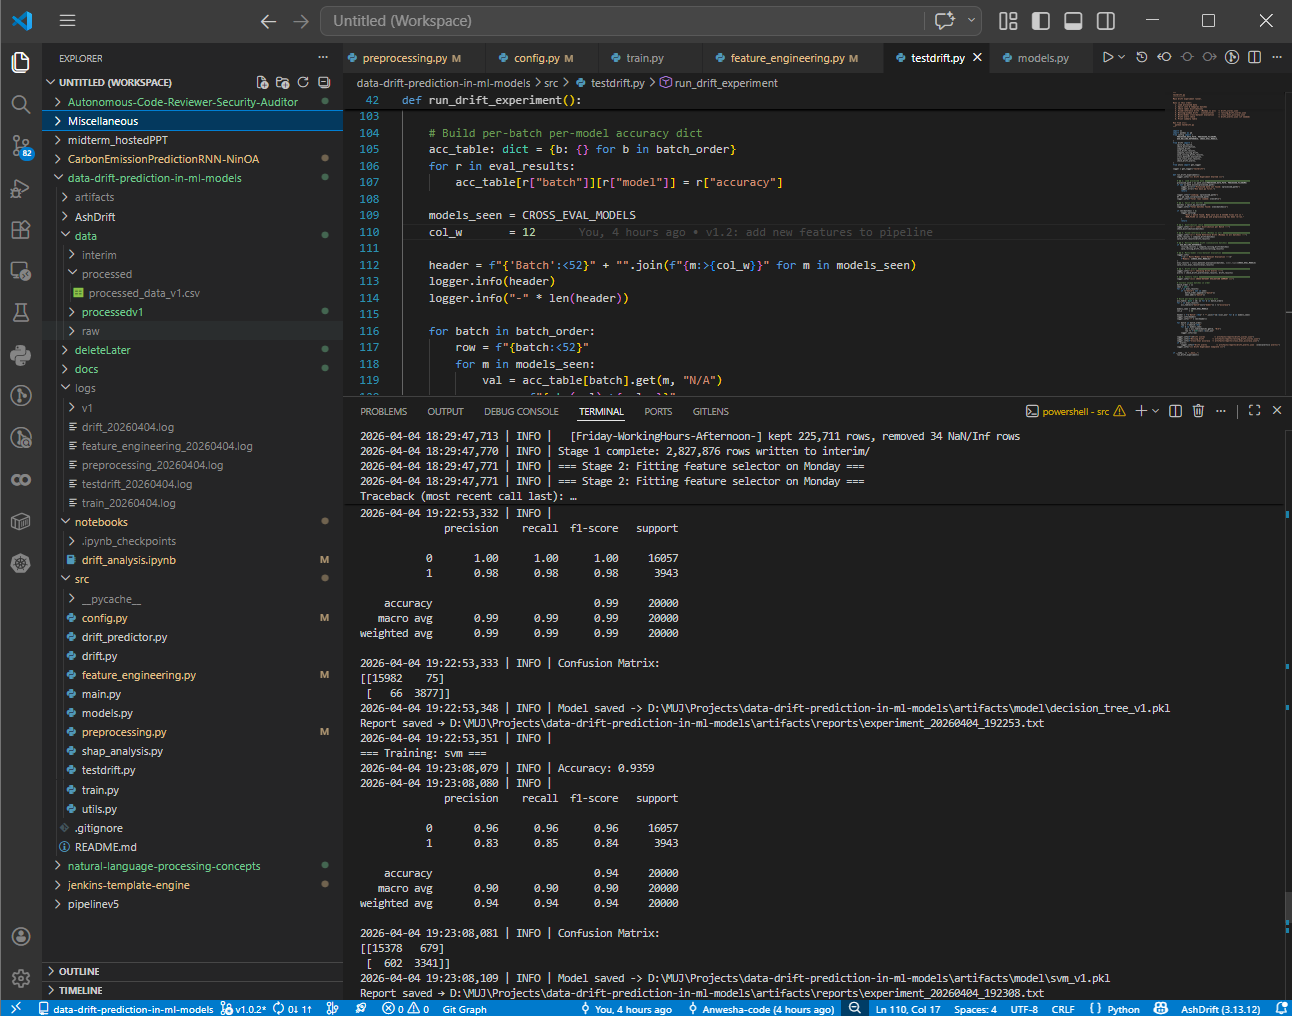 Untitled (Workspace)
EXPLORER
UNTITLED (WORKSPACE)
Autonomous-Code-Reviewer-Security-Auditor
Miscellaneous
midterm_hostedPPT
CarbonEmissionPredictionRNN-NinOA
data-drift-prediction-in-ml-models
artifacts
AshDrift
data
interim
processed
processed_data_v1.csv
processedv1
raw
deleteLater
docs
logs
v1
drift_20260404.log
feature_engineering_20260404.log
preprocessing_20260404.log
testdrift_20260404.log
train_20260404.log
notebooks
.ipynb_checkpoints
drift_analysis.ipynb M
src
__pycache__
config.py M
drift_predictor.py
drift.py
feature_engineering.py M
main.py
models.py
preprocessing.py M
shap_analysis.py
testdrift.py
train.py
utils.py
.gitignore
README.md
natural-language-processing-concepts
jenkins-template-engine
pipelinev5
OUTLINE
TIMELINE
82
preprocessing.py M config.py M train.py feature_engineering.py M testdrift.py models.py
data-drift-prediction-in-ml-models > src > testdrift.py > run_drift_experiment
42 def run_drift_experiment():
103
104 # Build per-batch per-model accuracy dict
105 acc_table: dict = {b: {} for b in batch_order}
106 for r in eval_results:
107 acc_table[r["batch"]][r["model"]] = r["accuracy"]
108
109 models_seen = CROSS_EVAL_MODELS
110 col_w = 12 You, 4 hours ago • v1.2: add new features to pipeline
111
112 header = f"{'Batch':<52}" + "".join(f"{m:>{col_w}}" for m in models_seen)
113 logger.info(header)
114 logger.info("-" * len(header))
115
116 for batch in batch_order:
117 row = f"{batch:<52}"
118 for m in models_seen:
119 val = acc_table[batch].get(m, "N/A")
PROBLEMS OUTPUT DEBUG CONSOLE TERMINAL PORTS GITLENS
powershell - src
2026-04-04 18:29:47,713 | INFO | [Friday-WorkingHours-Afternoon-] kept 225,711 rows, removed 34 NaN/Inf rows
2026-04-04 18:29:47,770 | INFO | Stage 1 complete: 2,827,876 rows written to interim/
2026-04-04 18:29:47,771 | INFO | === Stage 2: Fitting feature selector on Monday ===
2026-04-04 18:29:47,771 | INFO | === Stage 2: Fitting feature selector on Monday ===
Traceback (most recent call last): …
2026-04-04 19:22:53,332 | INFO |
precision recall f1-score support
0 1.00 1.00 1.00 16057
1 0.98 0.98 0.98 3943
accuracy 0.99 20000
macro avg 0.99 0.99 0.99 20000
weighted avg 0.99 0.99 0.99 20000
2026-04-04 19:22:53,333 | INFO | Confusion Matrix:
[[15982 75]
[ 66 3877]]
2026-04-04 19:22:53,348 | INFO | Model saved -> D:\MUJ\Projects\data-drift-prediction-in-ml-models\artifacts\model\decision_tree_v1.pkl
Report saved → D:\MUJ\Projects\data-drift-prediction-in-ml-models\artifacts\reports\experiment_20260404_192253.txt
2026-04-04 19:22:53,351 | INFO |
=== Training: svm ===
2026-04-04 19:23:08,079 | INFO | Accuracy: 0.9359
2026-04-04 19:23:08,080 | INFO |
precision recall f1-score support
0 0.96 0.96 0.96 16057
1 0.83 0.85 0.84 3943
accuracy 0.94 20000
macro avg 0.90 0.90 0.90 20000
weighted avg 0.94 0.94 0.94 20000
2026-04-04 19:23:08,081 | INFO | Confusion Matrix:
[[15378 679]
[ 602 3341]]
2026-04-04 19:23:08,109 | INFO | Model saved -> D:\MUJ\Projects\data-drift-prediction-in-ml-models\artifacts\model\svm_v1.pkl
Report saved → D:\MUJ\Projects\data-drift-prediction-in-ml-models\artifacts\reports\experiment_20260404_192308.txt
data-drift-prediction-in-ml-models v1.0.2* 0↓ 1↑ 0 0 Git Graph You, 4 hours ago Anwesha-code (4 hours ago) Ln 110, Col 17 Spaces: 4 UTF-8 CRLF { } Python AshDrift (3.13.12)